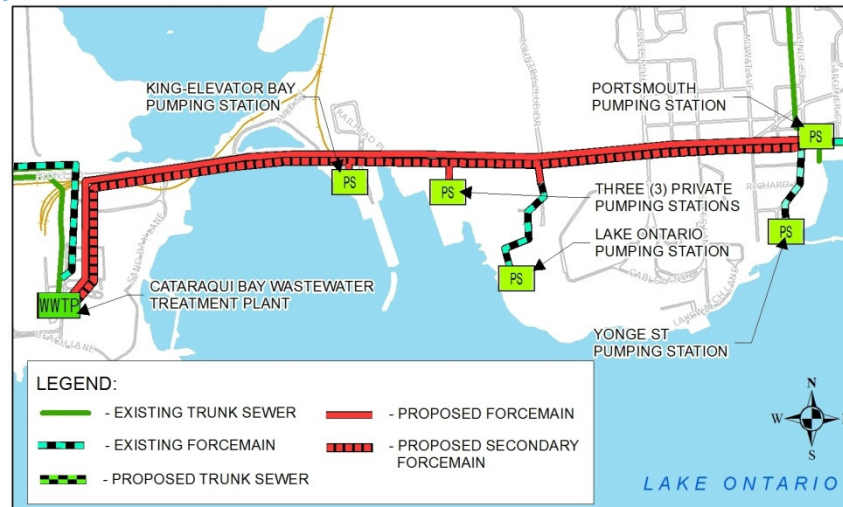 KING-ELEVATOR BAY
PUMPING STATION
PORTSMOUTH
PUMPING STATION
RAILHEAD
PS
PS
PS
THREE (3) PRIVATE
PUMPING STATIONS
RICHARD
LAKE ONTARIO
PUMPING STATION
PS
PS
WWTP
CATARAQUI BAY WASTEWATER
TREATMENT PLANT
YONGE ST
PUMPING STATION
LEGEND:
- EXISTING TRUNK SEWER
- PROPOSED FORCEMAIN
- EXISTING FORCEMAIN
- PROPOSED SECONDARY
FORCEMAIN
- PROPOSED TRUNK SEWER
N
W
S
LAKE ONTARIO